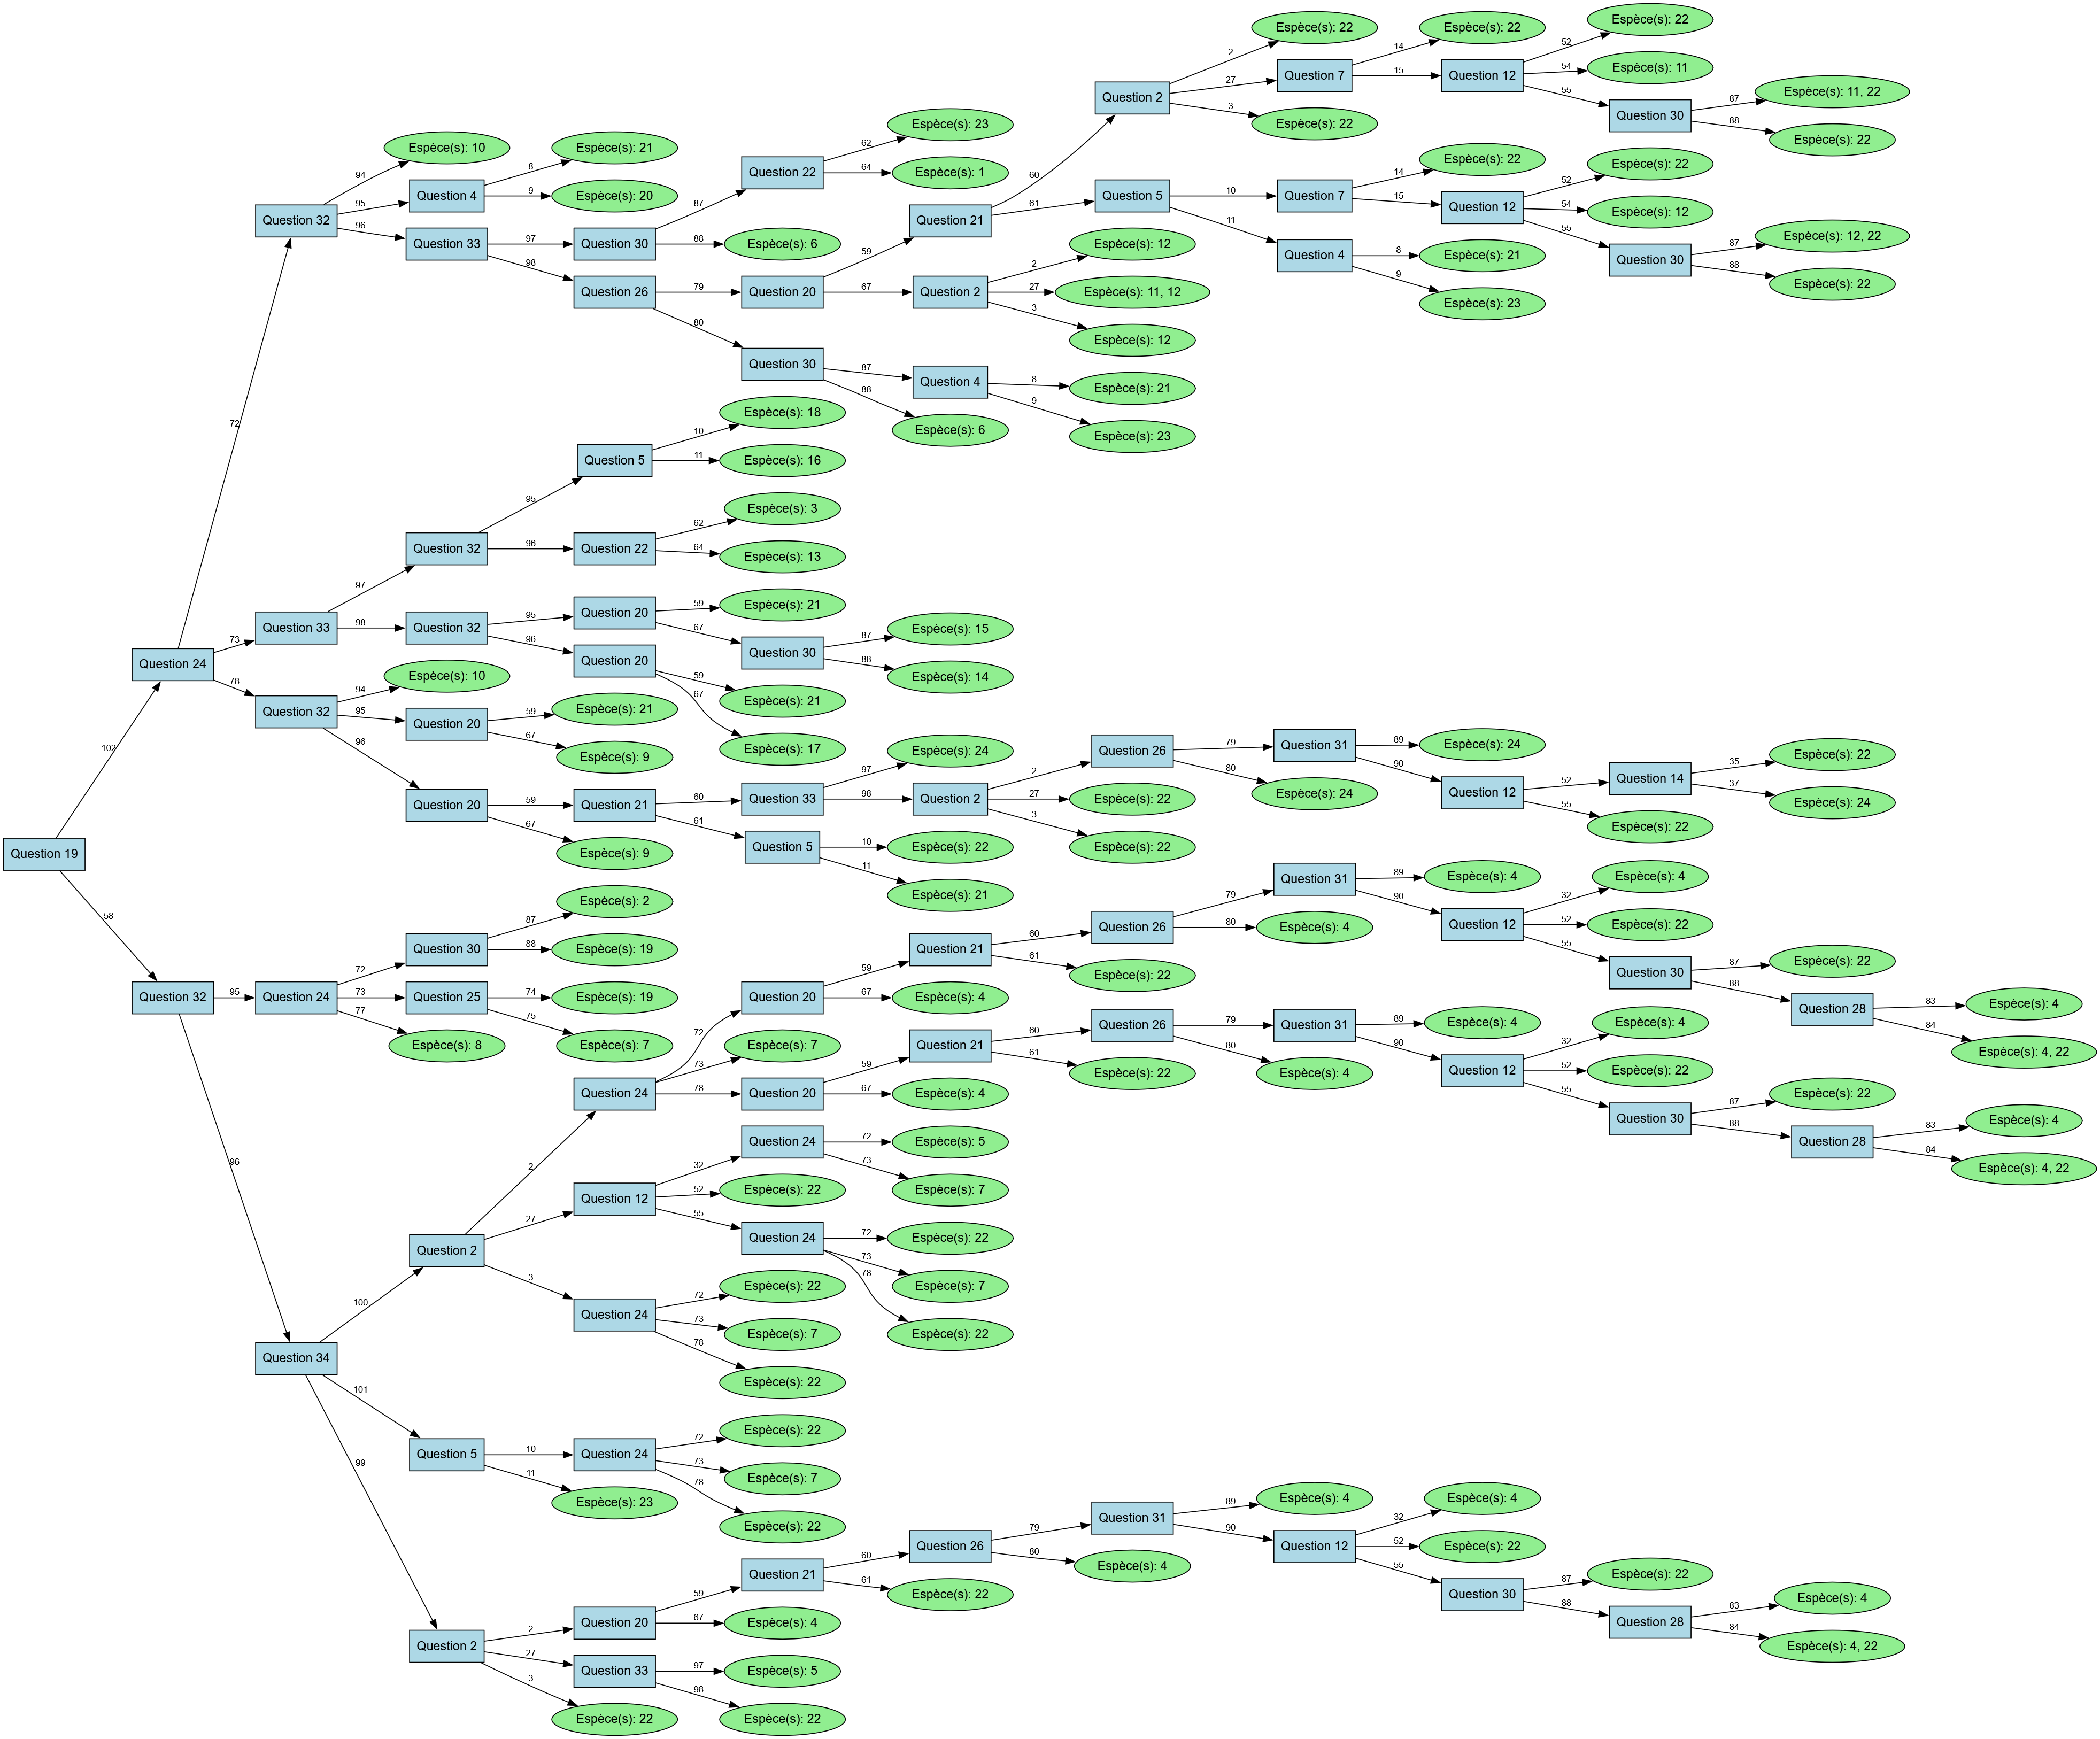 Question 19
102
Question 24
72
Question 32
94
Espèce(s): 10
95
Question 4
8
Espèce(s): 21
9
Espèce(s): 20
96
Question 33
97
Question 30
87
Question 22
62
Espèce(s): 23
64
Espèce(s): 1
88
Espèce(s): 6
98
Question 26
79
Question 20
59
Question 21
60
Question 2
2
Espèce(s): 22
27
Question 7
14
Espèce(s): 22
15
Question 12
52
Espèce(s): 22
54
Espèce(s): 11
55
Question 30
87
Espèce(s): 11, 22
88
Espèce(s): 22
3
Espèce(s): 22
61
Question 5
10
Question 7
14
Espèce(s): 22
15
Question 12
52
Espèce(s): 22
54
Espèce(s): 12
55
Question 30
87
Espèce(s): 12, 22
88
Espèce(s): 22
11
Question 4
8
Espèce(s): 21
9
Espèce(s): 23
67
Question 2
2
Espèce(s): 12
27
Espèce(s): 11, 12
3
Espèce(s): 12
80
Question 30
87
Question 4
8
Espèce(s): 21
9
Espèce(s): 23
88
Espèce(s): 6
73
Question 33
97
Question 32
95
Question 5
10
Espèce(s): 18
11
Espèce(s): 16
96
Question 22
62
Espèce(s): 3
64
Espèce(s): 13
98
Question 32
95
Question 20
59
Espèce(s): 21
67
Question 30
87
Espèce(s): 15
88
Espèce(s): 14
96
Question 20
59
Espèce(s): 21
67
Espèce(s): 17
78
Question 32
94
Espèce(s): 10
95
Question 20
59
Espèce(s): 21
67
Espèce(s): 9
96
Question 20
59
Question 21
60
Question 33
97
Espèce(s): 24
98
Question 2
2
Question 26
79
Question 31
89
Espèce(s): 24
90
Question 12
52
Question 14
35
Espèce(s): 22
37
Espèce(s): 24
55
Espèce(s): 22
80
Espèce(s): 24
27
Espèce(s): 22
3
Espèce(s): 22
61
Question 5
10
Espèce(s): 22
11
Espèce(s): 21
67
Espèce(s): 9
58
Question 32
95
Question 24
72
Question 30
87
Espèce(s): 2
88
Espèce(s): 19
73
Question 25
74
Espèce(s): 19
75
Espèce(s): 7
77
Espèce(s): 8
96
Question 34
100
Question 2
2
Question 24
72
Question 20
59
Question 21
60
Question 26
79
Question 31
89
Espèce(s): 4
90
Question 12
32
Espèce(s): 4
52
Espèce(s): 22
55
Question 30
87
Espèce(s): 22
88
Question 28
83
Espèce(s): 4
84
Espèce(s): 4, 22
80
Espèce(s): 4
61
Espèce(s): 22
67
Espèce(s): 4
73
Espèce(s): 7
78
Question 20
59
Question 21
60
Question 26
79
Question 31
89
Espèce(s): 4
90
Question 12
32
Espèce(s): 4
52
Espèce(s): 22
55
Question 30
87
Espèce(s): 22
88
Question 28
83
Espèce(s): 4
84
Espèce(s): 4, 22
80
Espèce(s): 4
61
Espèce(s): 22
67
Espèce(s): 4
27
Question 12
32
Question 24
72
Espèce(s): 5
73
Espèce(s): 7
52
Espèce(s): 22
55
Question 24
72
Espèce(s): 22
73
Espèce(s): 7
78
Espèce(s): 22
3
Question 24
72
Espèce(s): 22
73
Espèce(s): 7
78
Espèce(s): 22
101
Question 5
10
Question 24
72
Espèce(s): 22
73
Espèce(s): 7
78
Espèce(s): 22
11
Espèce(s): 23
99
Question 2
2
Question 20
59
Question 21
60
Question 26
79
Question 31
89
Espèce(s): 4
90
Question 12
32
Espèce(s): 4
52
Espèce(s): 22
55
Question 30
87
Espèce(s): 22
88
Question 28
83
Espèce(s): 4
84
Espèce(s): 4, 22
80
Espèce(s): 4
61
Espèce(s): 22
67
Espèce(s): 4
27
Question 33
97
Espèce(s): 5
98
Espèce(s): 22
3
Espèce(s): 22